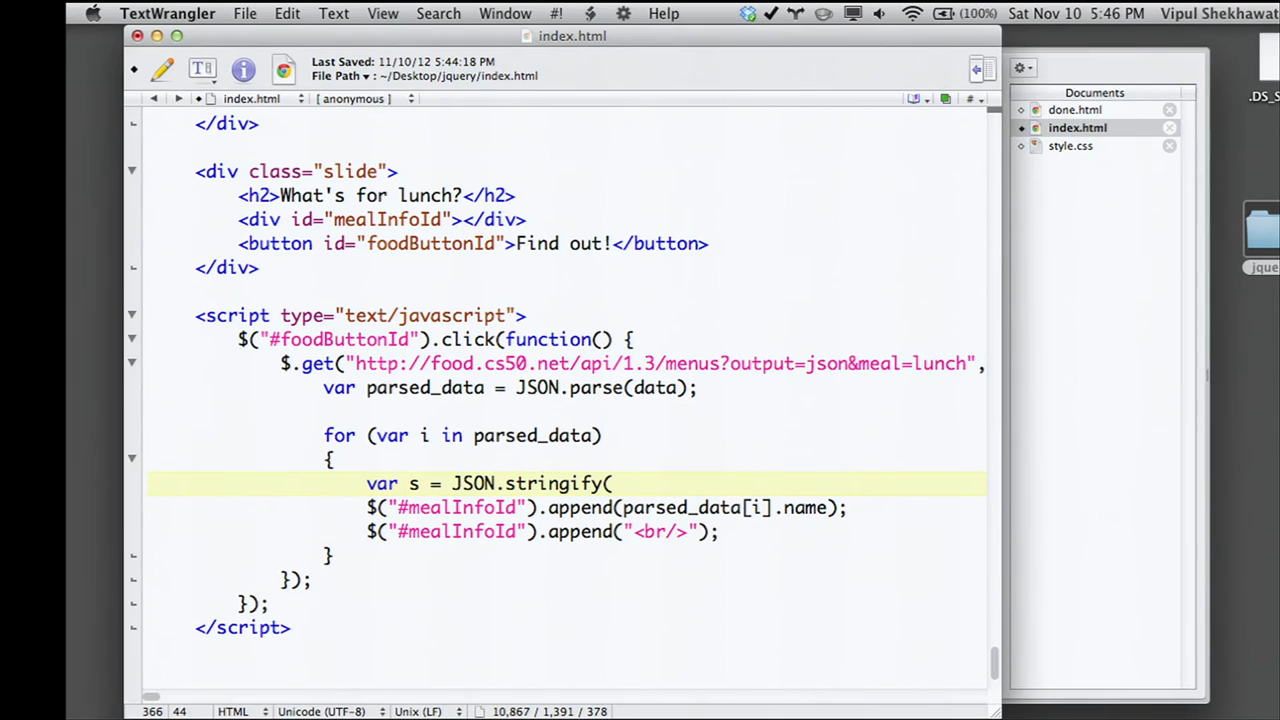 TextWrangler File Edit Text View Search Window #! Help (100%) Sat Nov 10 5:46 PM Vipul Shekhawat
index.html
Last Saved: 11/10/12 5:44:18 PM
File Path ▾ : ~/Desktop/jquery/index.html
index.html [ anonymous ] #
Documents
done.html
index.html
style.css
.DS_S
jque
</div>
<div class="slide">
<h2>What's for lunch?</h2>
<div id="mealInfoId"></div>
<button id="foodButtonId">Find out!</button>
</div>
<script type="text/javascript">
$("#foodButtonId").click(function() {
$.get("http://food.cs50.net/api/1.3/menus?output=json&meal=lunch",
var parsed_data = JSON.parse(data);
for (var i in parsed_data)
{
var s = JSON.stringify(
$("#mealInfoId").append(parsed_data[i].name);
$("#mealInfoId").append("<br/>");
}
});
});
</script>
366 44 HTML Unicode (UTF-8) Unix (LF) 10,867 / 1,391 / 378